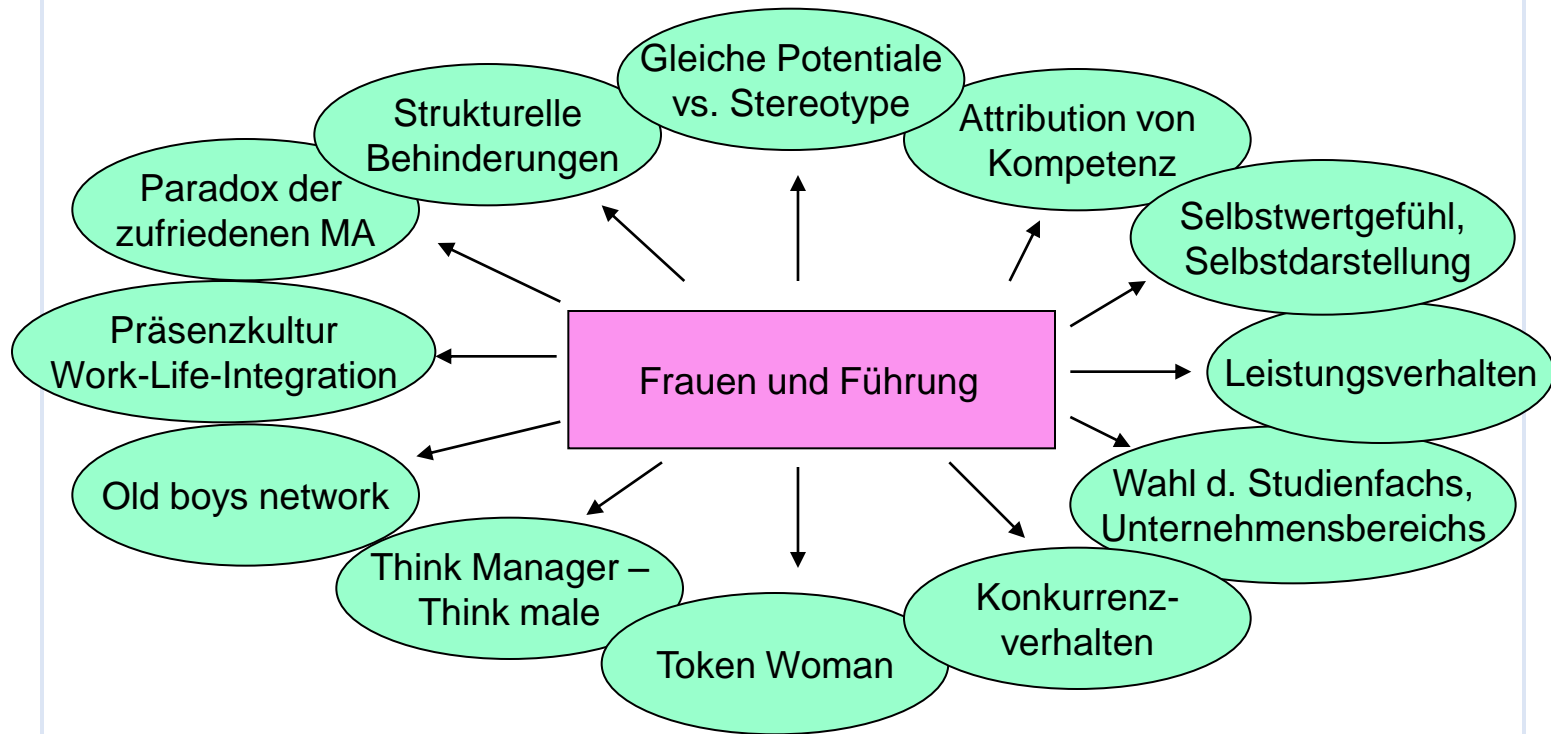 Gleiche Potentiale
vs. Stereotype
Attribution von
Kompetenz
Selbstwertgefühl,
Selbstdarstellung
Leistungsverhalten
Wahl d. Studienfachs,
Unternehmensbereichs
Konkurrenz-
verhalten
Token Woman
Think Manager –
Think male
Old boys network
Präsenzkultur
Work-Life-Integration
Paradox der
zufriedenen MA
Strukturelle
Behinderungen
Frauen und Führung